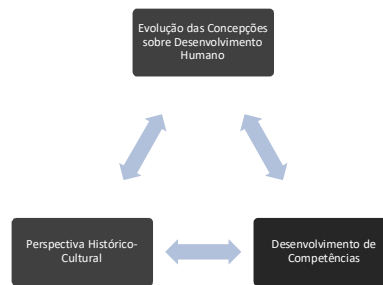 Evolução das Concepções
sobre Desenvolvimento
Humano
Perspectiva Histórico-
Cultural
Desenvolvimento de
Competências